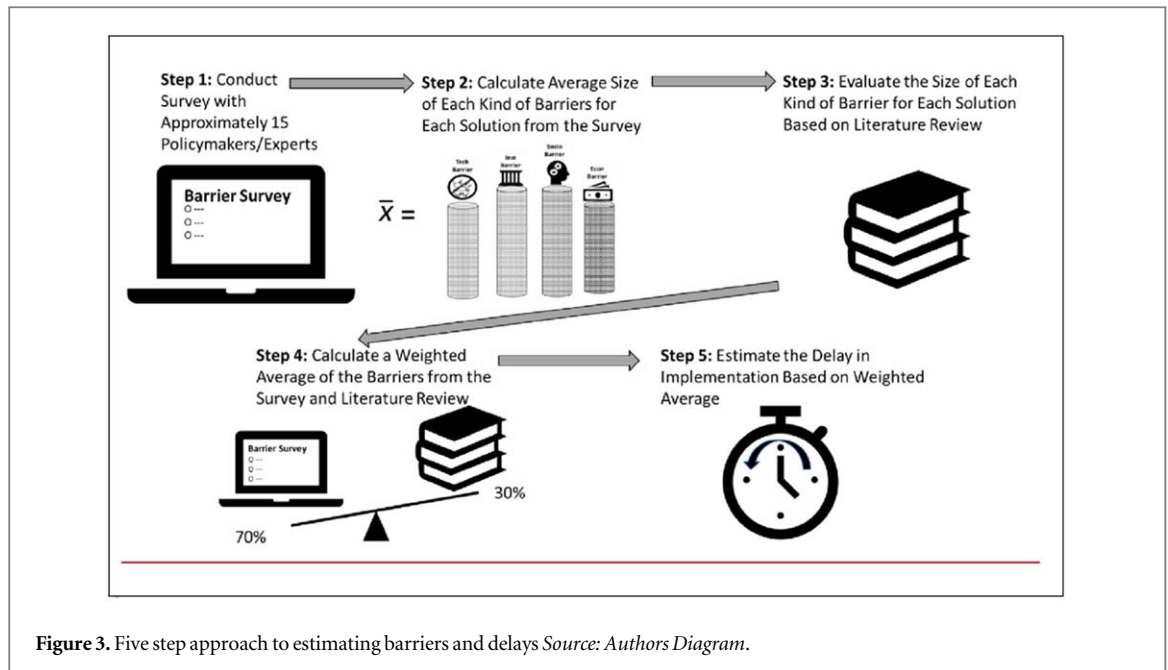 Step 1: Conduct
Survey with
Approximately 15
Policymakers/Experts
Step 2: Calculate Average Size
of Each Kind of Barriers for
Each Solution from the Survey
Step 3: Evaluate the Size of Each
Kind of Barrier for Each Solution
Based on Literature Review
Barrier Survey
O ---
O ---
O ---
x̅ =
Tech
Barrier
Inst
Barrier
Socio
Barrier
Econ
Barrier
Step 4: Calculate a Weighted
Average of the Barriers from the
Survey and Literature Review
Barrier Survey
O ---
O ---
O ---
70%
30%
Step 5: Estimate the Delay in
Implementation Based on Weighted
Average
Figure 3. Five step approach to estimating barriers and delays Source: Authors Diagram.